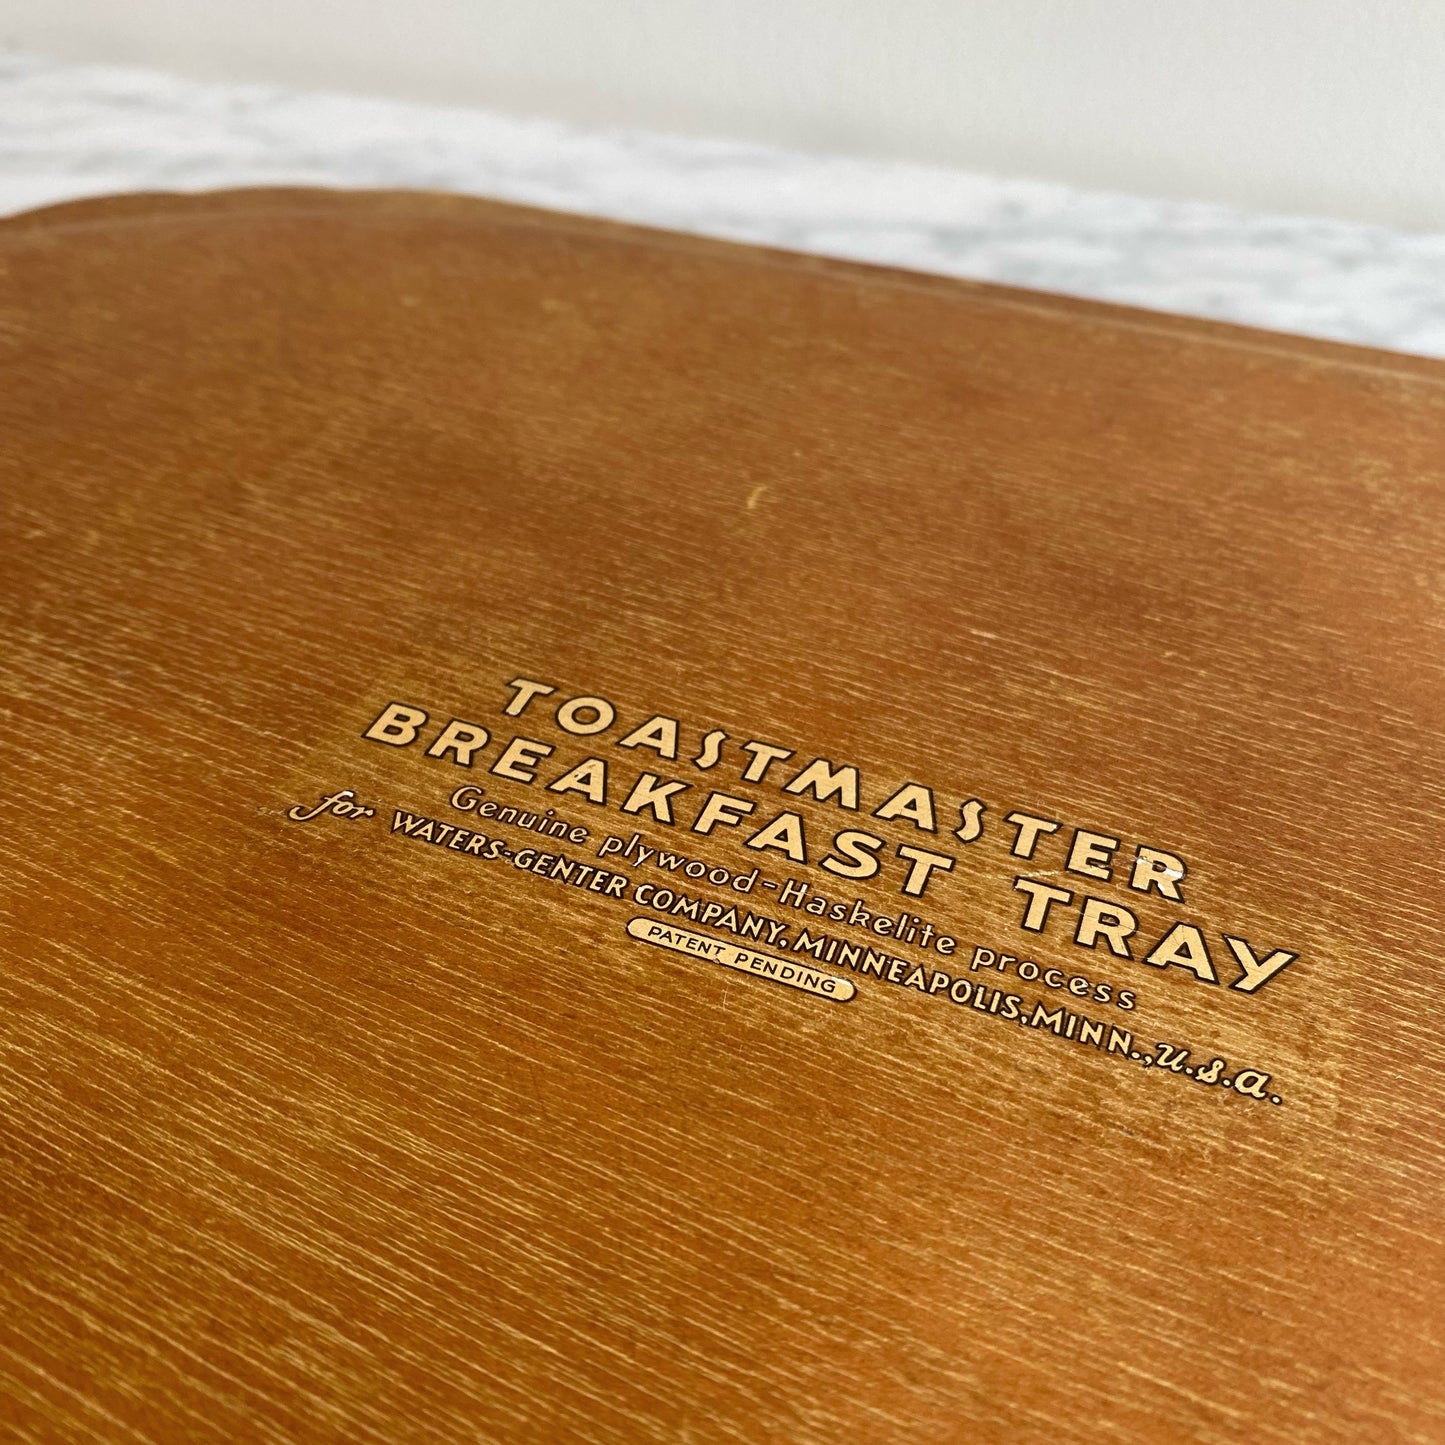 TOASTMASTER
BREAKFAST TRAY
Genuine plywood-Haskelite process
for WATERS-GENTER COMPANY, MINNEAPOLIS, MINN., U.S.A.
PATENT PENDING